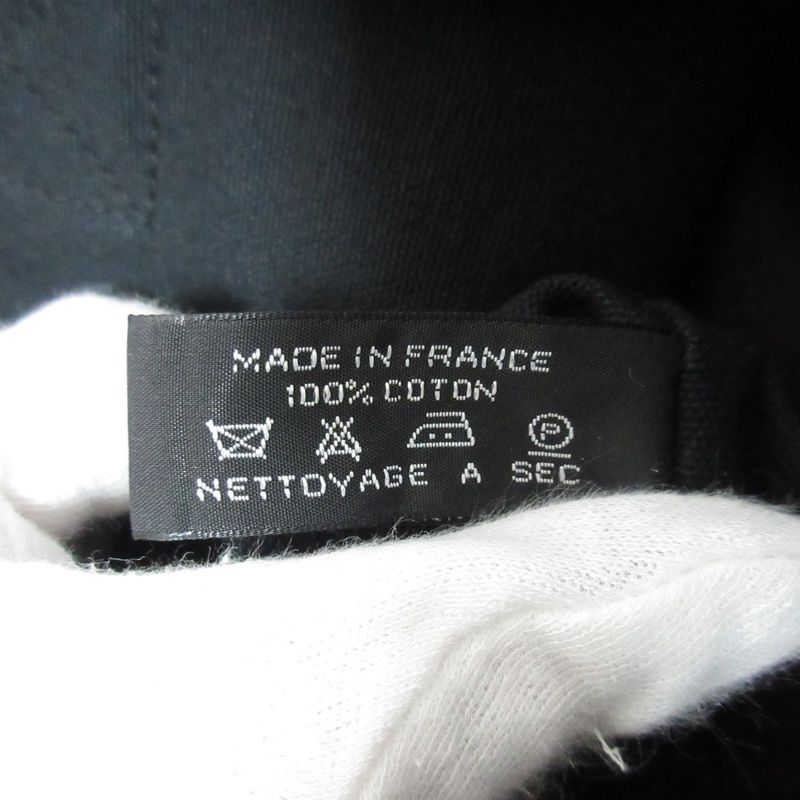 MADE IN FRANCE
100% COTON
P
NETTOYAGE A SEC